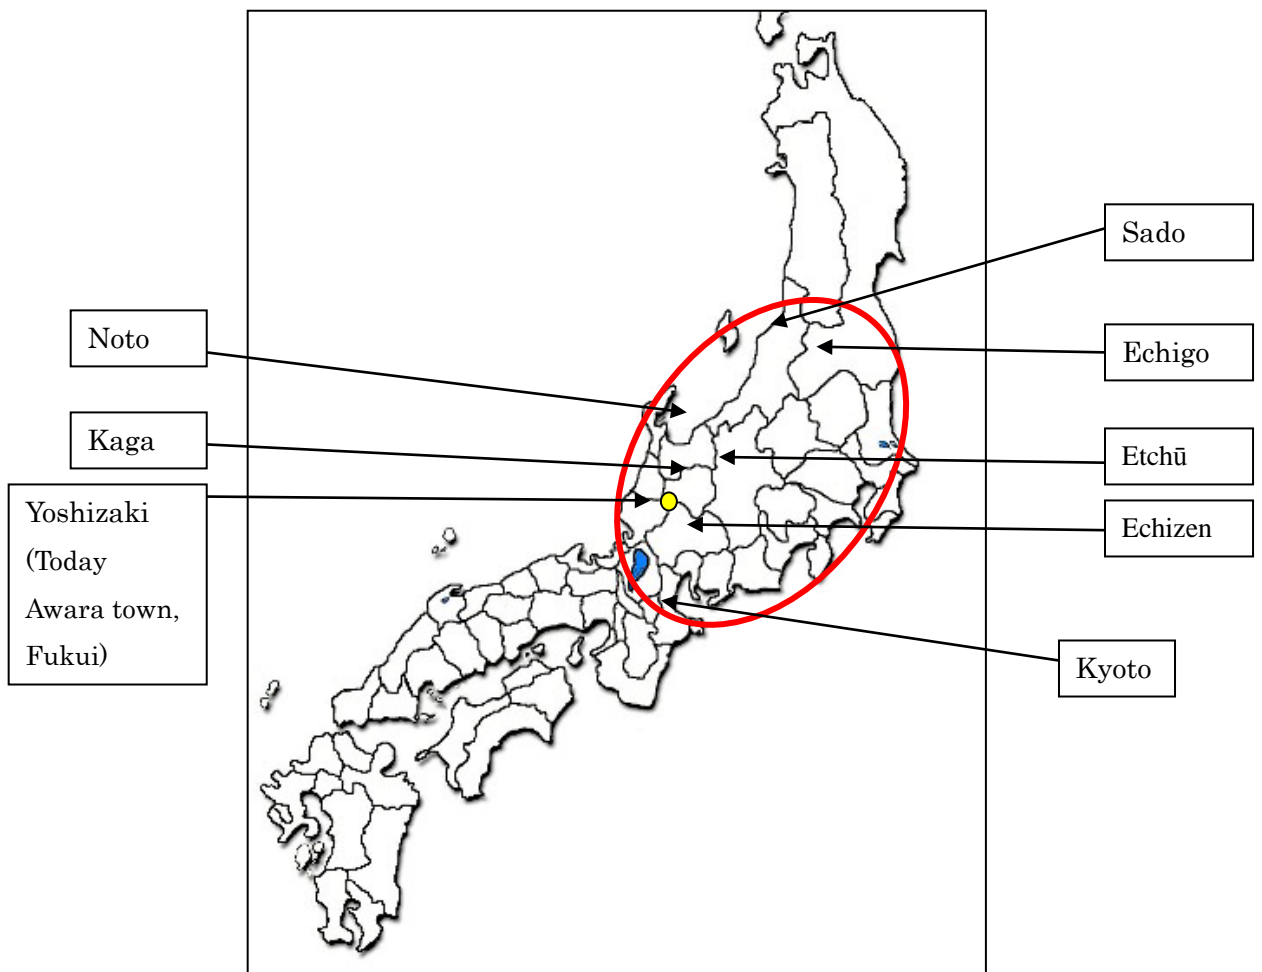 Sado
Noto
Echigo
Kaga
Etchū
Yoshizaki
(Today
Awara town,
Fukui)
Echizen
Kyoto